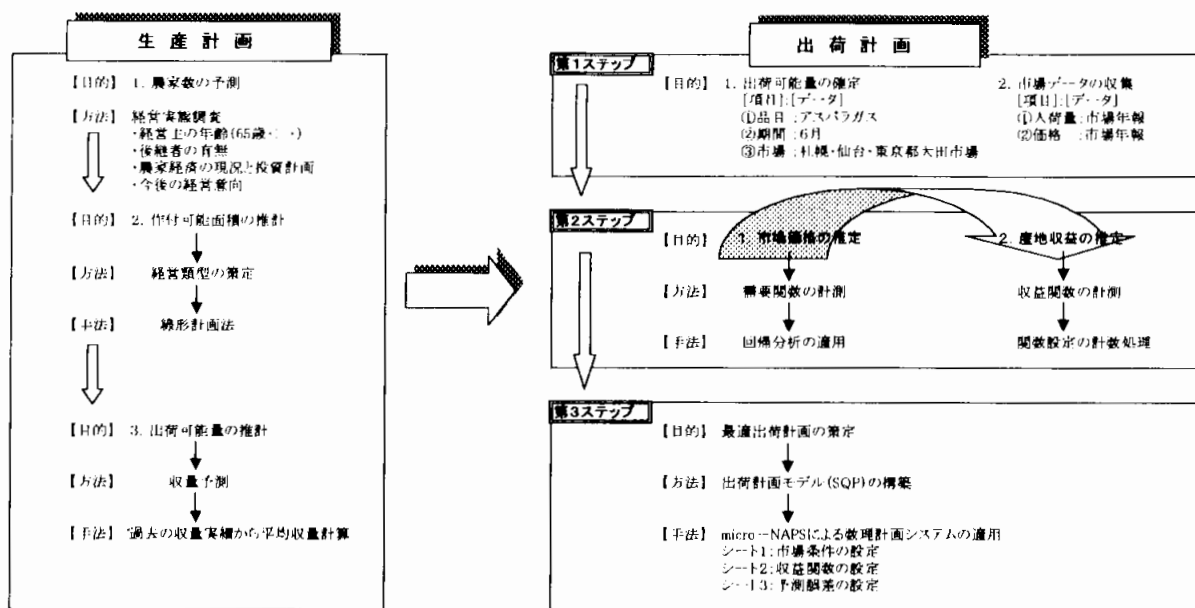 生産計画
【目的】 1. 農家数の予測
【方法】 経営実態調査
・経営主の年齢(65歳
・後継者の有無
・農家経済の現況と投資計画
・今後の経営意向
【目的】 2. 作付可能面積の推計
【方法】 経営類型の策定
【手法】 線形計画法
【目的】 3. 出荷可能量の推計
【方法】 収量予測
【手法】 過去の収量実績から平均収量計算
出荷計画
第1ステップ
【目的】 1. 出荷可能量の確定
[項目]:[データ]
①品目:アスパラガス
②期間:6月
③市場:札幌・仙台・東京都大田市場
2. 市場データの収集
[項目]:[データ]
①入荷量:市場年報
②価格 :市場年報
第2ステップ
【目的】 1. 市場価格の推定
【方法】 需要関数の計測
【手法】 回帰分析の適用
2. 産地収益の推定
収益関数の計測
関数設定の計数処理
第3ステップ
【目的】 最適出荷計画の策定
【方法】 出荷計画モデル(SQP)の構築
【手法】 micro-NAPSによる数理計画システムの適用
シート1:市場条件の設定
シート2:収益関数の設定
シート3:予測誤差の設定